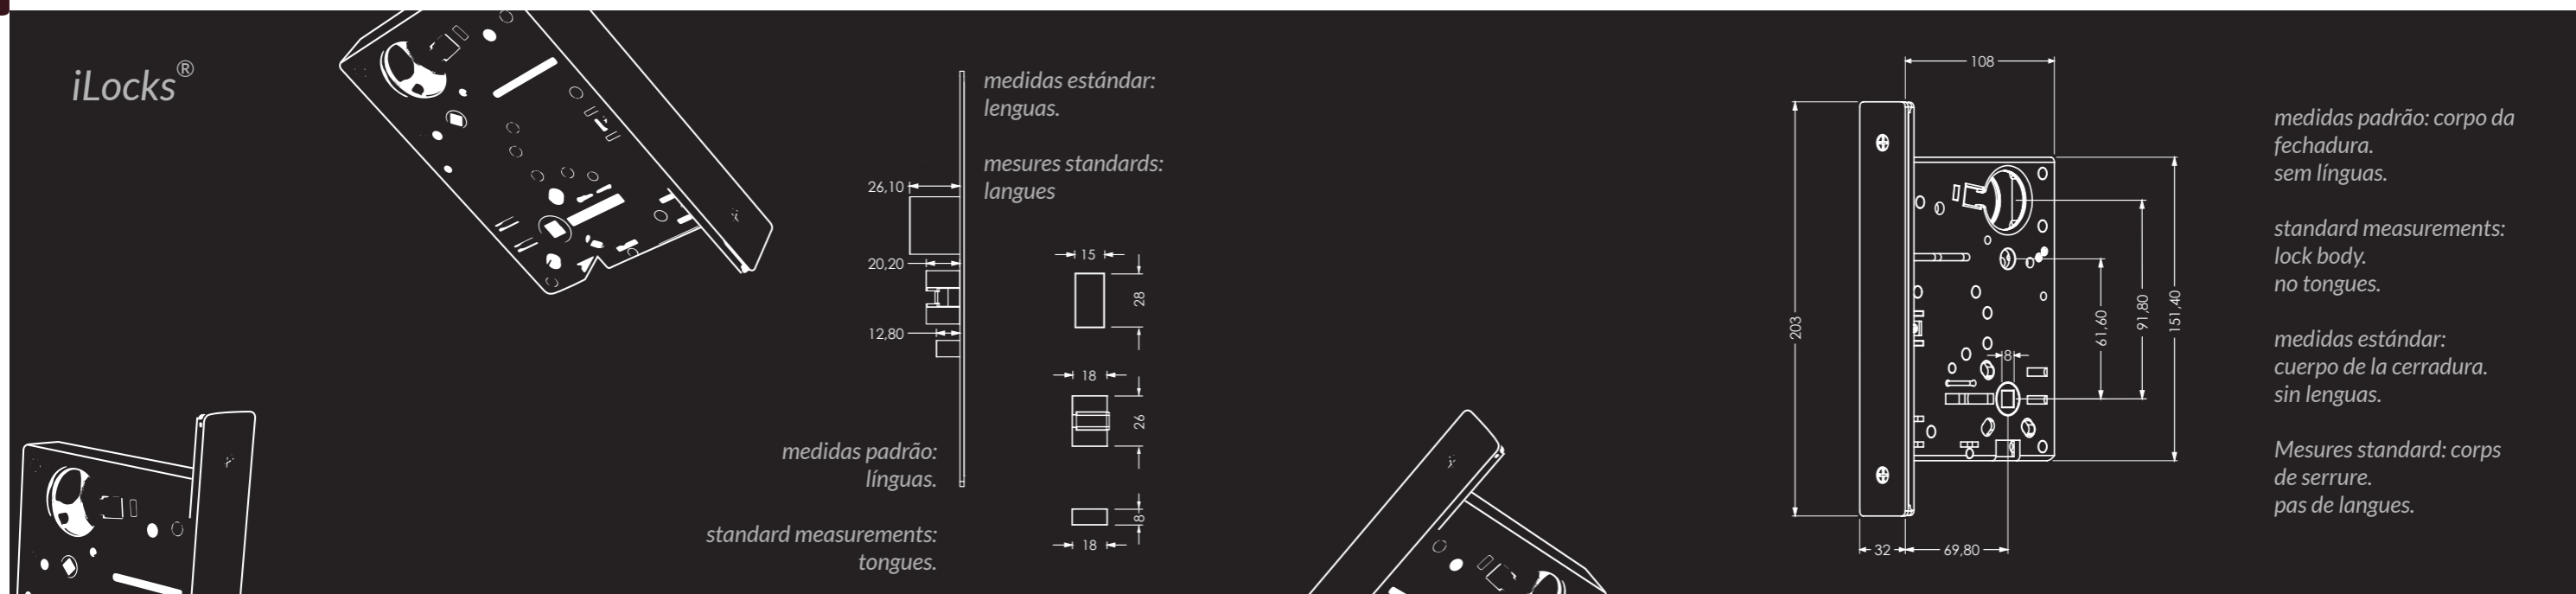 iLocks®
medidas estándar:
lenguas.
mesures standards:
langues
26,10
20,20
12,80
15
28
18
26
8
18
medidas padrão:
línguas.
standard measurements:
tongues.
108
203
8
61,60
91,80
151,40
32
69,80
medidas padrão: corpo da
fechadura.
sem línguas.
standard measurements:
lock body.
no tongues.
medidas estándar:
cuerpo de la cerradura.
sin lenguas.
Mesures standard: corps
de serrure.
pas de langues.